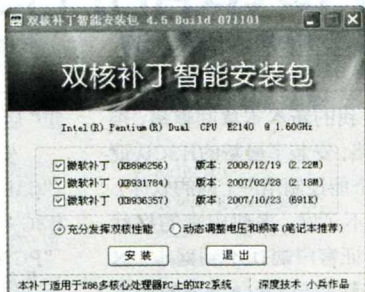 双核补丁智能安装包 4.5 Build 071101
双核补丁智能安装包
Intel(R) Pentium(R) Dual CPU E2140 @ 1.60GHz
微软补丁 (KB896256) 版本: 2006/12/19 (2.22M)
微软补丁 (KB931784) 版本: 2007/02/28 (2.18M)
微软补丁 (KB936357) 版本: 2007/10/23 (691K)
充分发挥双核性能 动态调整电压和频率(笔记本推荐)
安装 退出
本补丁适用于X86多核心处理器PC上的XP2系统 深度技术 小兵作品